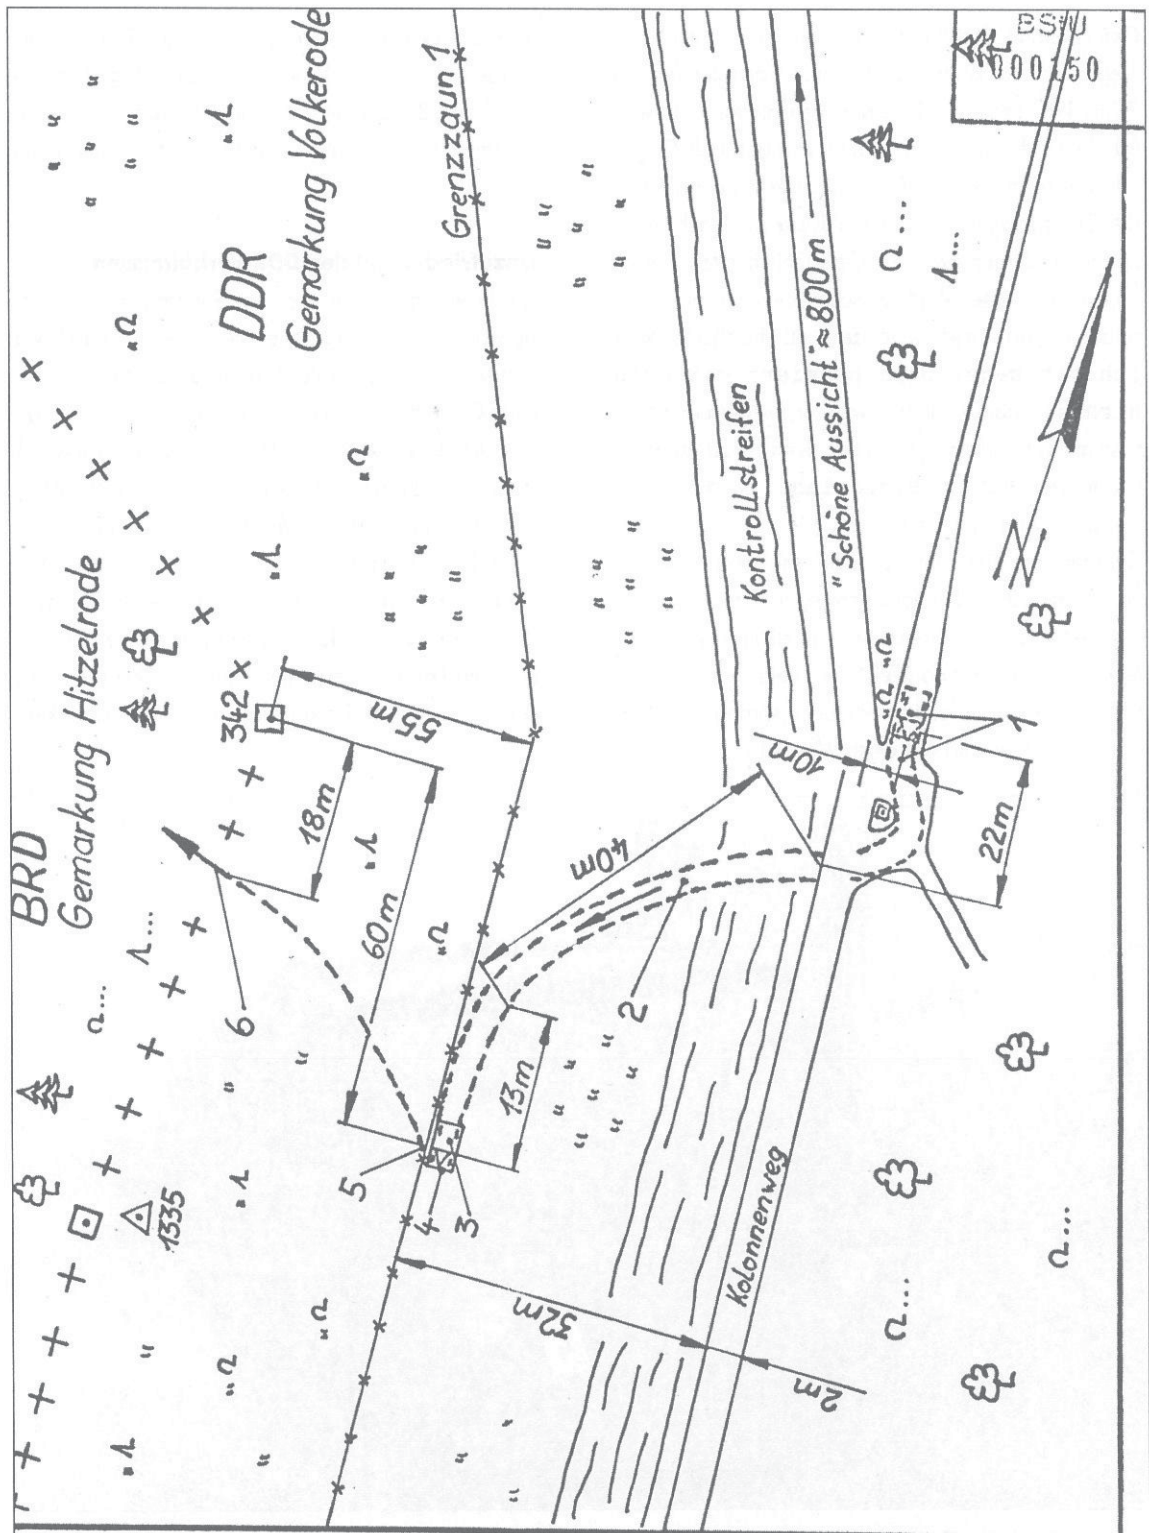 BStU
000150
BRD
Gemarkung Hitzelrode
DDR
Gemarkung Volkerode
Grenzzaun 1
342
18m
55m
60m
6
1335
5
4
3
13m
40m
2
Kontrollstreifen
"Schöne Aussicht" ≈ 800m
10m
22m
1
N
32m
2m
Kolonnenweg